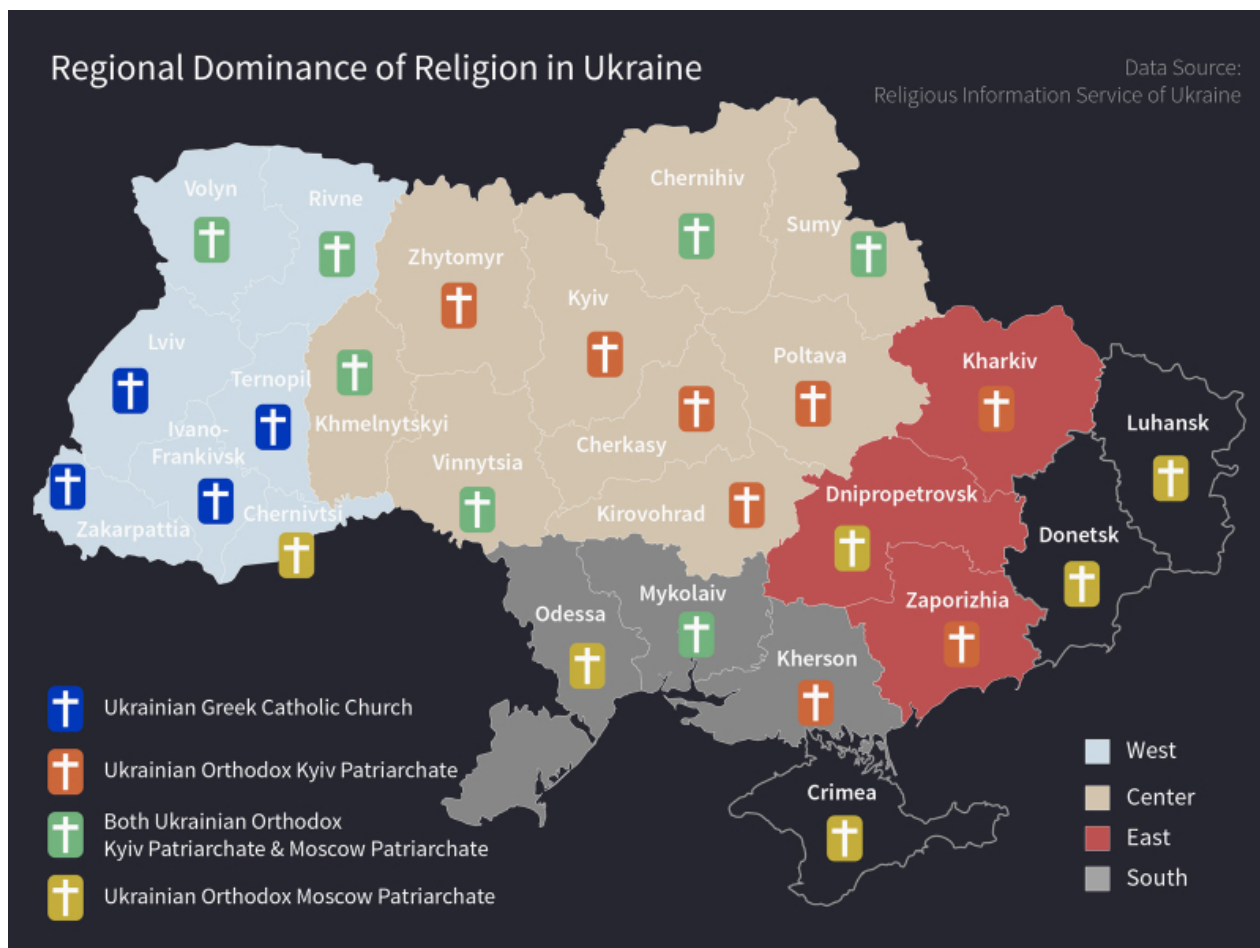 Regional Dominance of Religion in Ukraine
Data Source:
Religious Information Service of Ukraine
Volyn
Rivne
Chernihiv
Sumy
Zhytomyr
Kyiv
Lviv
Ternopil
Poltava
Kharkiv
Ivano-
Frankivsk
Khmelnytskyi
Luhansk
Cherkasy
Vinnytsia
Dnipropetrovsk
Zakarpattia
Chernivtsi
Kirovohrad
Donetsk
Mykolaiv
Odessa
Zaporizhia
Kherson
Crimea
Ukrainian Greek Catholic Church
Ukrainian Orthodox Kyiv Patriarchate
Both Ukrainian Orthodox
Kyiv Patriarchate & Moscow Patriarchate
Ukrainian Orthodox Moscow Patriarchate
West
Center
East
South